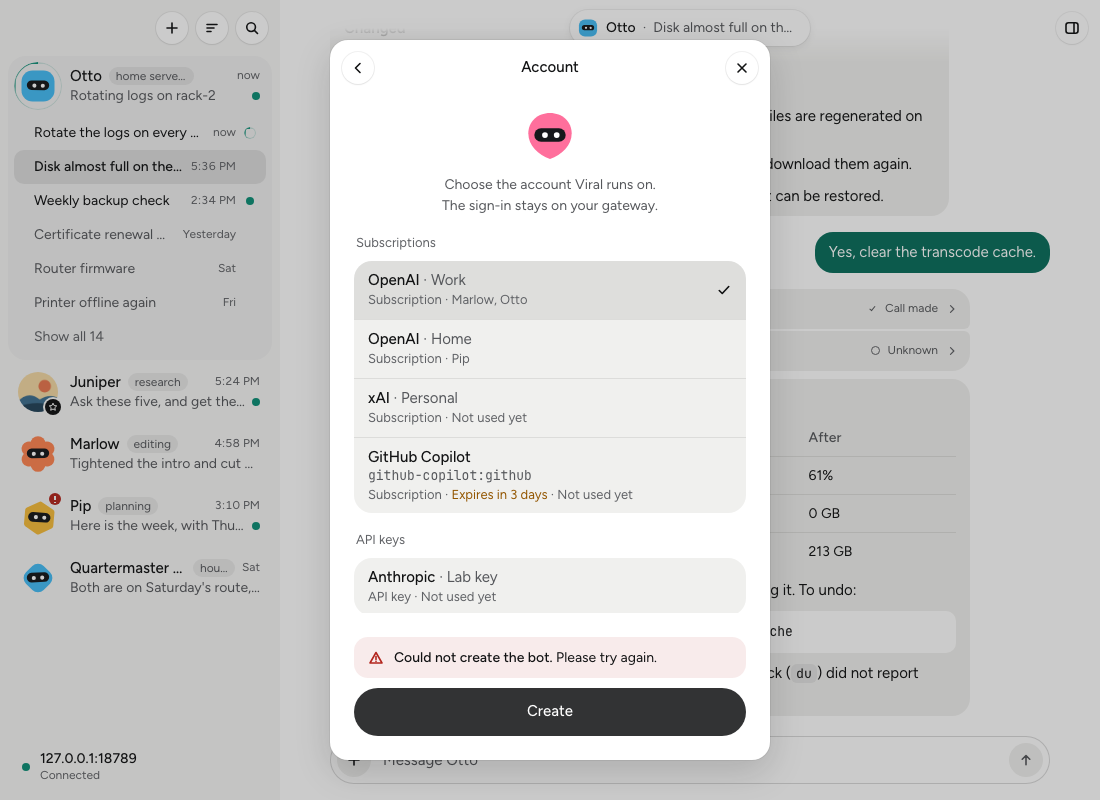 Otto home serve... now
Rotating logs on rack-2
Rotate the logs on every ... now
Disk almost full on the... 5:36 PM
Weekly backup check 2:34 PM
Certificate renewal ... Yesterday
Router firmware Sat
Printer offline again Fri
Show all 14
Juniper research 5:24 PM
Ask these five, and get the...
Marlow editing 4:58 PM
Tightened the intro and cut ...
Pip planning 3:10 PM
Here is the week, with Thu...
Quartermaster ... hou... Sat
Both are on Saturday's route,...
127.0.0.1:18789
Connected
Changed
Otto · Disk almost full on th...
Account
Choose the account Viral runs on.
The sign-in stays on your gateway.
Subscriptions
OpenAI · Work
Subscription · Marlow, Otto
OpenAI · Home
Subscription · Pip
xAI · Personal
Subscription · Not used yet
GitHub Copilot
github-copilot:github
Subscription · Expires in 3 days · Not used yet
API keys
Anthropic · Lab key
API key · Not used yet
Could not create the bot. Please try again.
Create
are regenerated on
download them again.
can be restored.
Yes, clear the transcode cache.
Call made
Unknown
After
61%
0 GB
213 GB
it. To undo:
(du) did not report
Message Otto